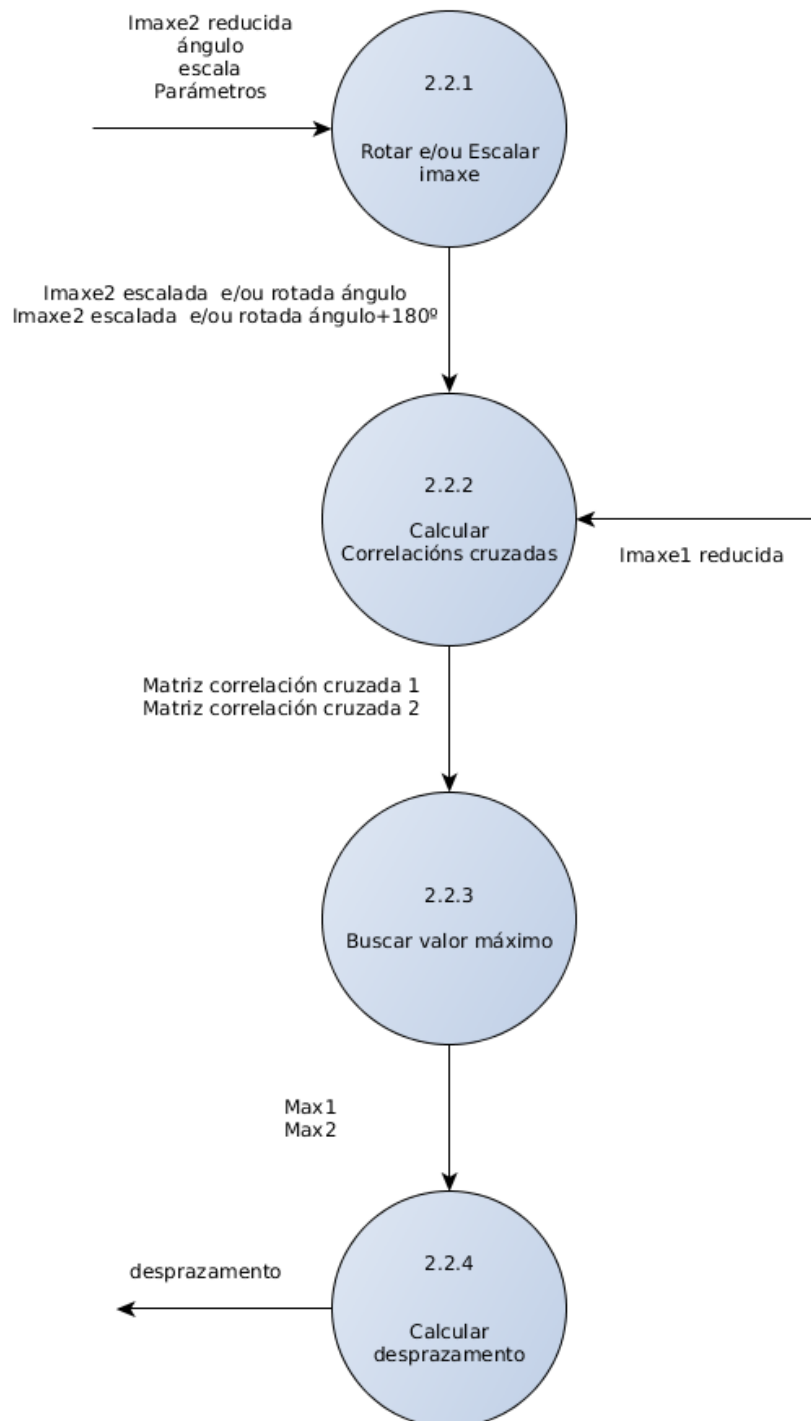 Imaxe2 reducida
ángulo
escala
Parámetros
2.2.1
Rotar e/ou Escalar
imaxe
Imaxe2 escalada  e/ou rotada ángulo
Imaxe2 escalada  e/ou rotada ángulo+180º
2.2.2
Calcular
Correlacións cruzadas
Imaxe1 reducida
Matriz correlación cruzada 1
Matriz correlación cruzada 2
2.2.3
Buscar valor máximo
Max1
Max2
2.2.4
Calcular
desprazamento
desprazamento